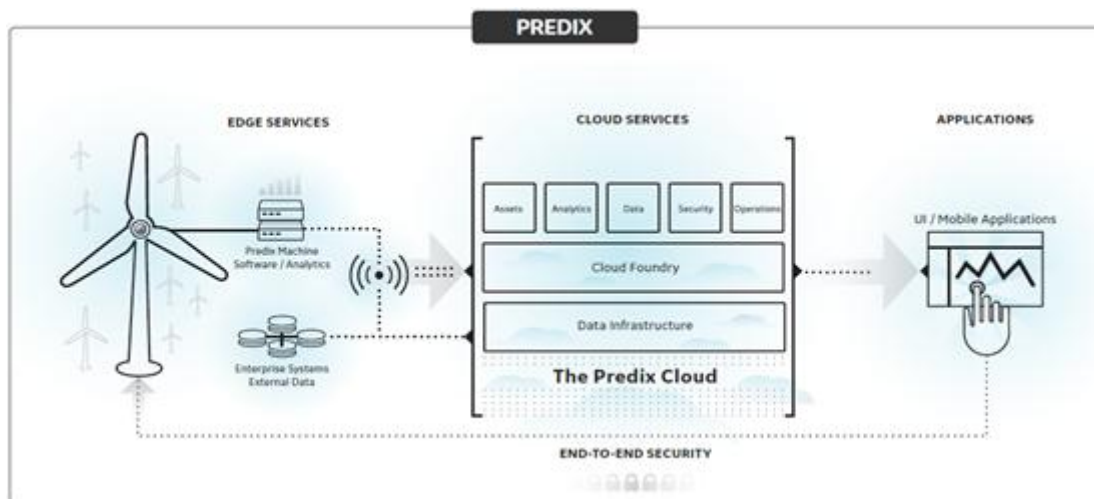 PREDIX
EDGE SERVICES
CLOUD SERVICES
APPLICATIONS
Assets
Analytics
Data
Security
Operations
UI / Mobile Applications
Predix Machine
Software / Analytics
Cloud Foundry
Data Infrastructure
Enterprise Systems
External Data
The Predix Cloud
END-TO-END SECURITY